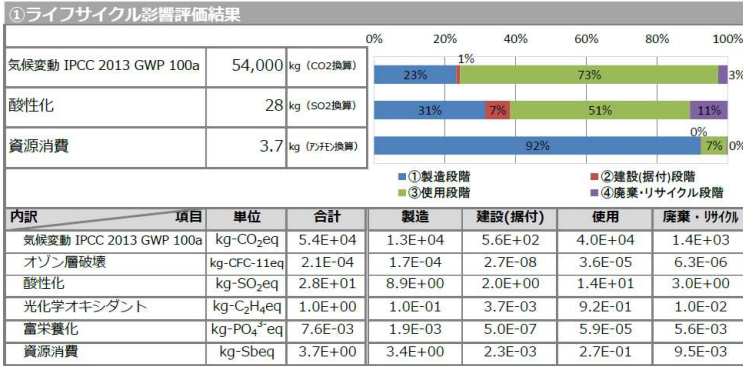 ①ライフサイクル影響評価結果
0% 20% 40% 60% 80% 100%
気候変動 IPCC 2013 GWP 100a 54,000 kg（CO2換算） 23% 1% 73% 3%
酸性化 28 kg（SO2換算） 31% 7% 51% 11%
資源消費 3.7 kg（ｱﾝﾁﾓﾝ換算） 92% 0% 7% 0%
■①製造段階 ■②建設(据付)段階
■③使用段階 ■④廃棄・リサイクル段階
内訳 項目 単位 合計 製造 建設(据付) 使用 廃棄・ﾘｻｲｸﾙ
気候変動 IPCC 2013 GWP 100a kg-CO₂eq 5.4E+04 1.3E+04 5.6E+02 4.0E+04 1.4E+03
オゾン層破壊 kg-CFC-11eq 2.1E-04 1.7E-04 2.7E-08 3.6E-05 6.3E-06
酸性化 kg-SO₂eq 2.8E+01 8.9E+00 2.0E+00 1.4E+01 3.0E+00
光化学オキシダント kg-C₂H₄eq 1.0E+00 1.0E-01 3.7E-03 9.2E-01 1.0E-02
富栄養化 kg-PO₄³⁻eq 7.6E-03 1.9E-03 5.0E-07 5.9E-05 5.6E-03
資源消費 kg-Sbeq 3.7E+00 3.4E+00 2.3E-03 2.7E-01 9.5E-03